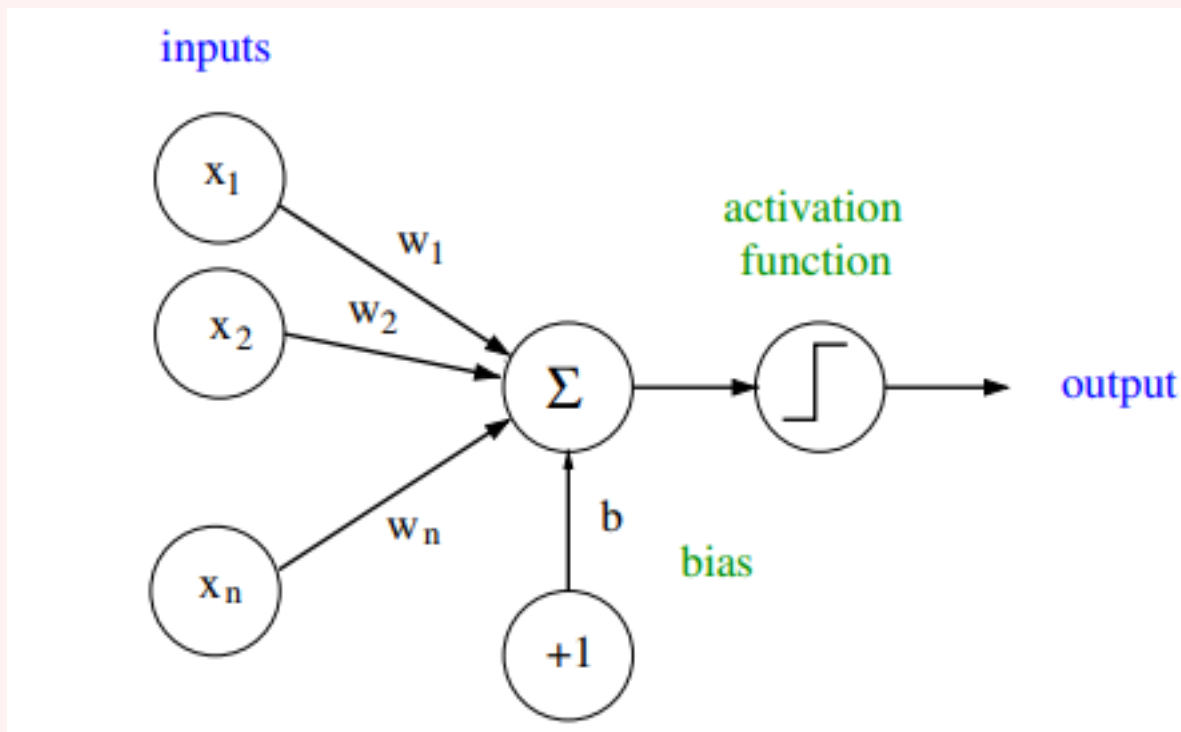 inputs
x1
w1
activation
function
x2
w2
Σ
output
wn
b
bias
xn
+1